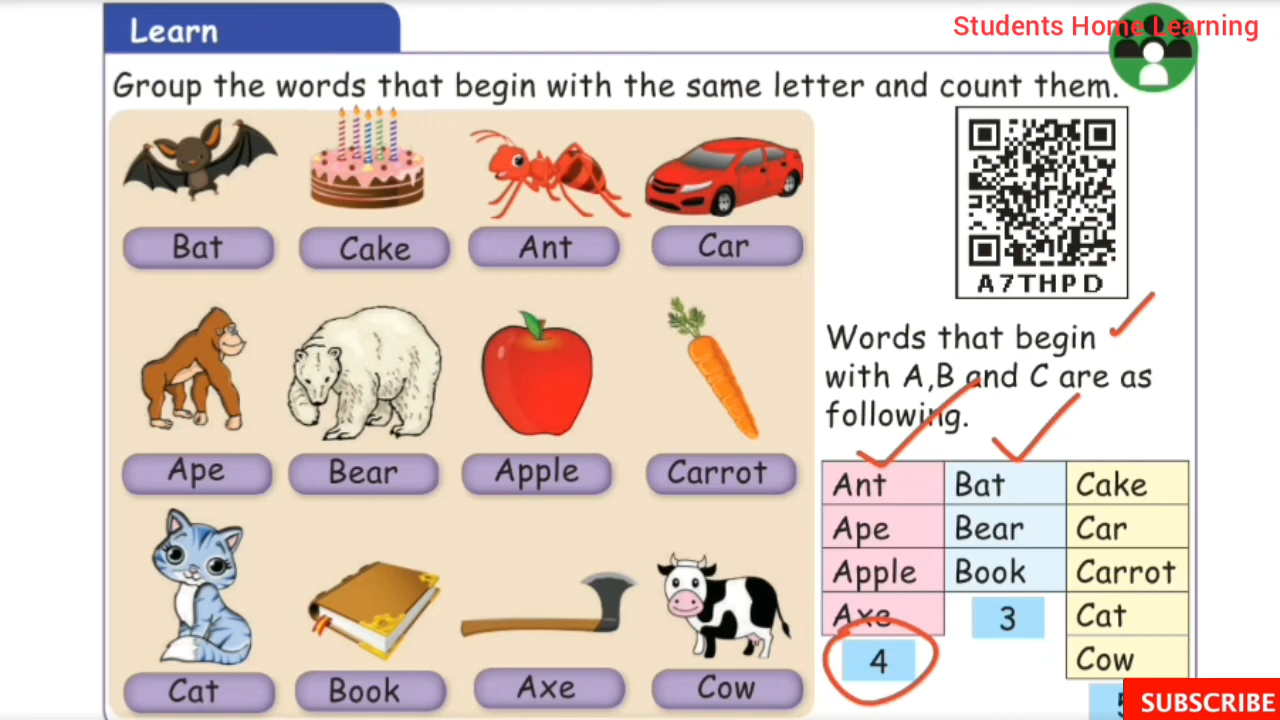 Learn
Students Home Learning
Group the words that begin with the same letter and count them.
Bat
Cake
Ant
Car
A7THPD
Ape
Bear
Apple
Carrot
Cat
Book
Axe
Cow
Words that begin
with A,B and C are as
following.
Ant Bat Cake
Ape Bear Car
Apple Book Carrot
Axe 3 Cat
4 Cow
SUBSCRIBE